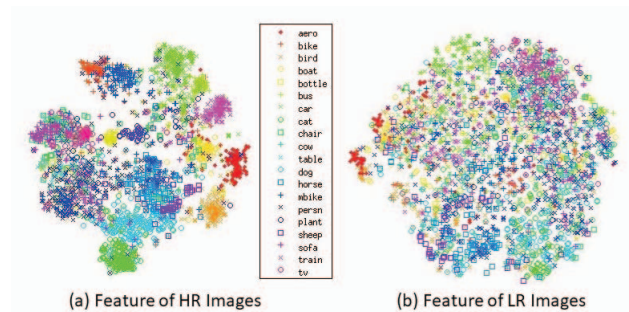 aero
bike
bird
boat
bottle
bus
car
cat
chair
cow
table
dog
horse
mbike
persn
plant
sheep
sofa
train
tv
(a) Feature of HR Images
(b) Feature of LR Images